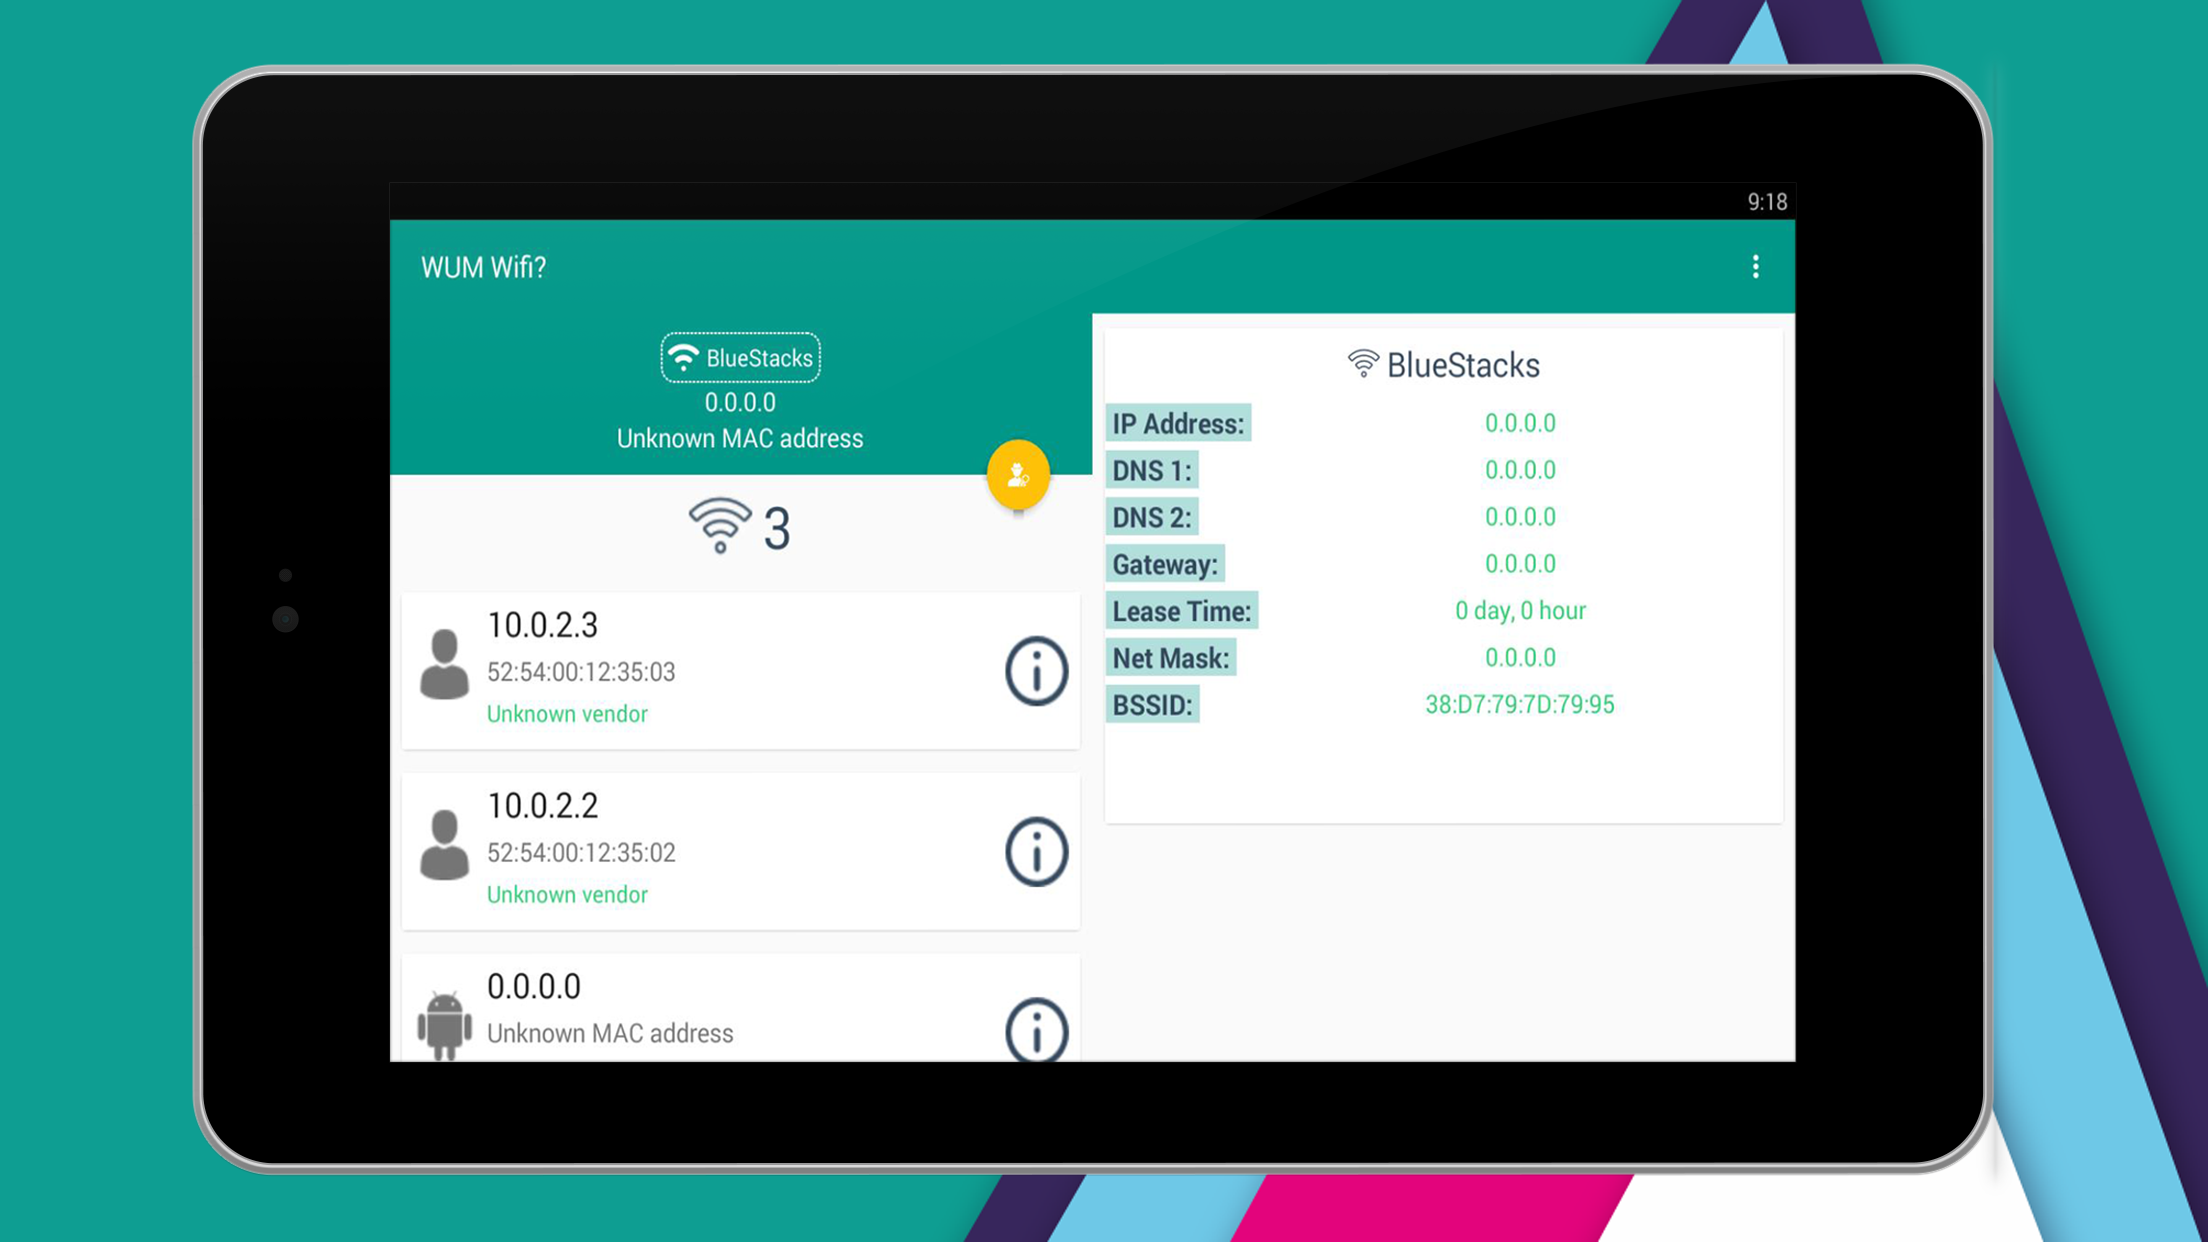 9:18
WUM Wifi?
BlueStacks
0.0.0.0
Unknown MAC address
3
10.0.2.3
52:54:00:12:35:03
Unknown vendor
10.0.2.2
52:54:00:12:35:02
Unknown vendor
0.0.0.0
Unknown MAC address
BlueStacks
IP Address: 0.0.0.0
DNS 1: 0.0.0.0
DNS 2: 0.0.0.0
Gateway: 0.0.0.0
Lease Time: 0 day, 0 hour
Net Mask: 0.0.0.0
BSSID: 38:D7:79:7D:79:95